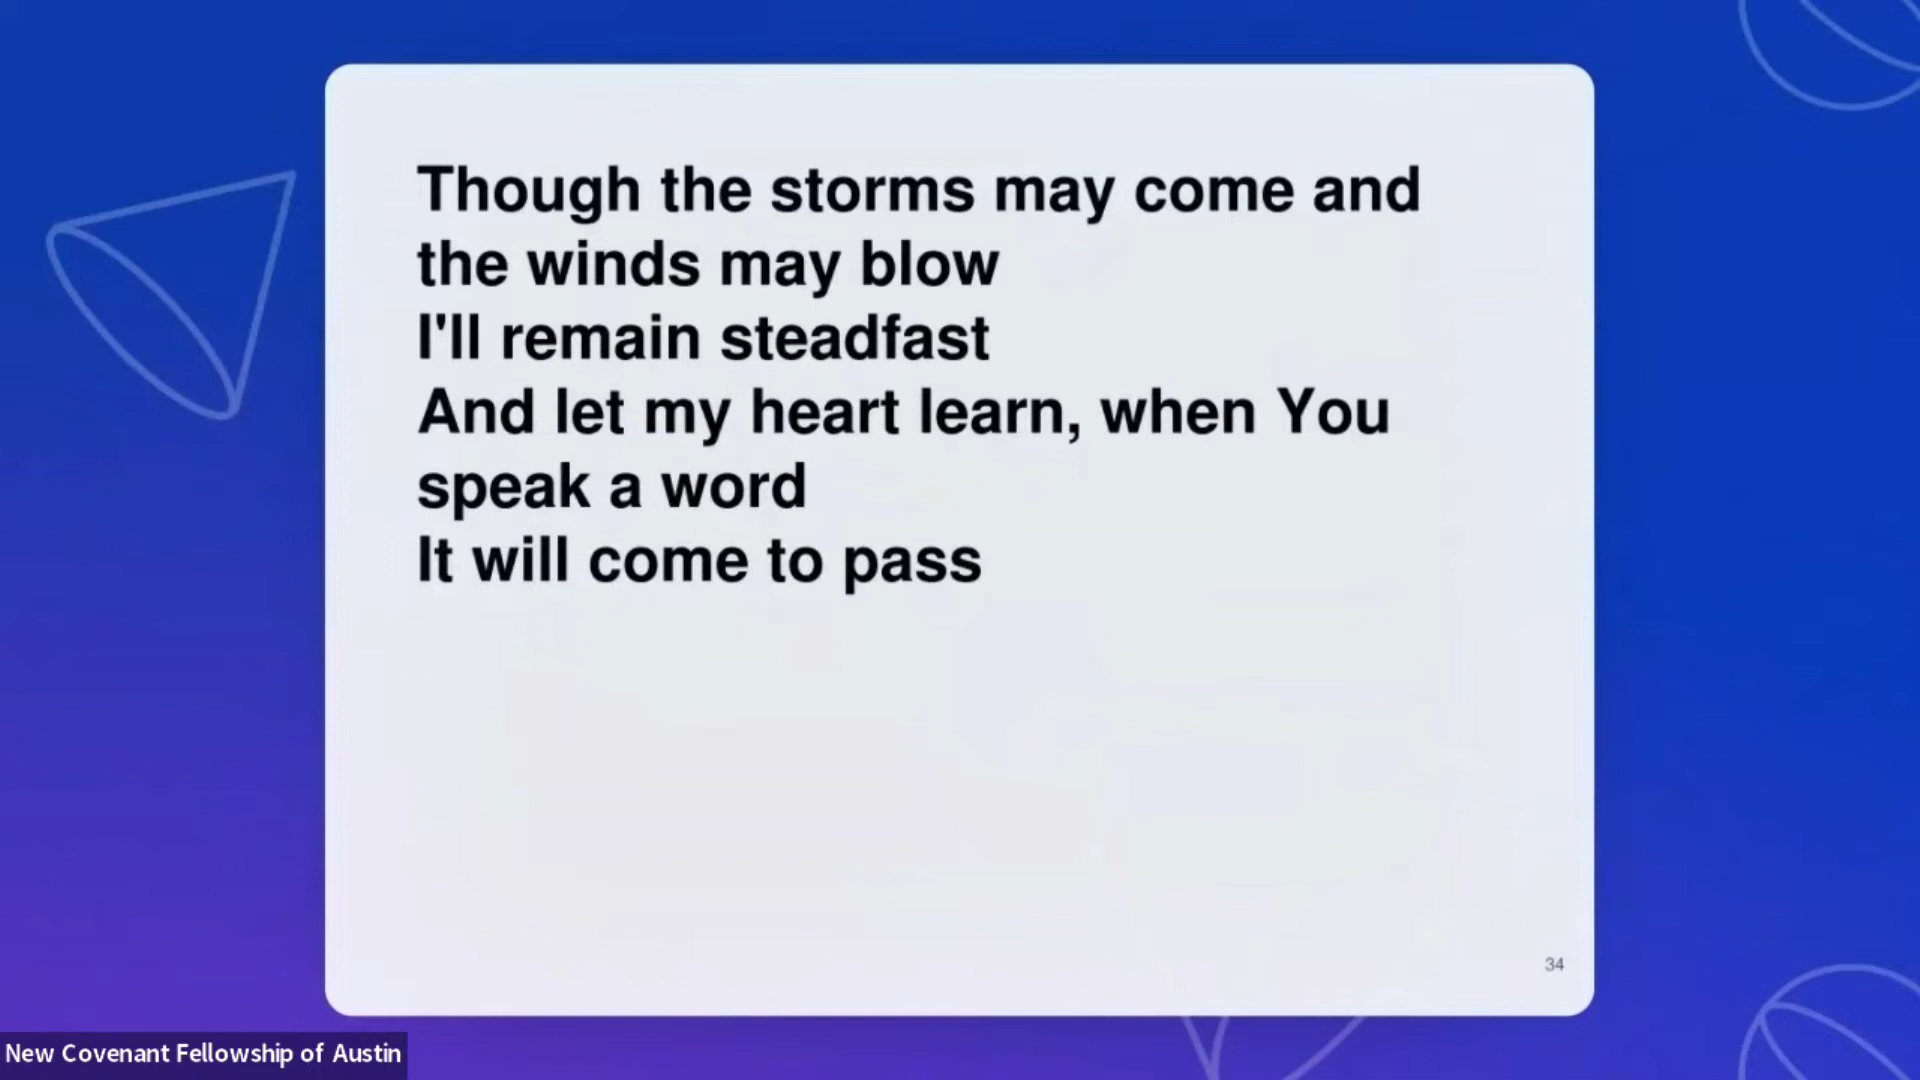 Though the storms may come and
the winds may blow
I'll remain steadfast
And let my heart learn, when You
speak a word
It will come to pass
34
New Covenant Fellowship of Austin